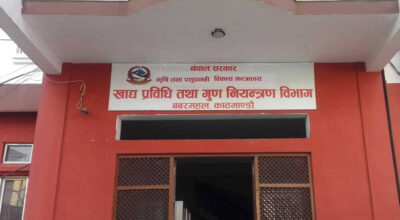 नेपाल सरकार
कृषि तथा पशुपन्छी विकास मन्त्रालय
खाद्य प्रविधि तथा गुण नियन्त्रण विभाग
बबरमहल, काठमाण्डौ